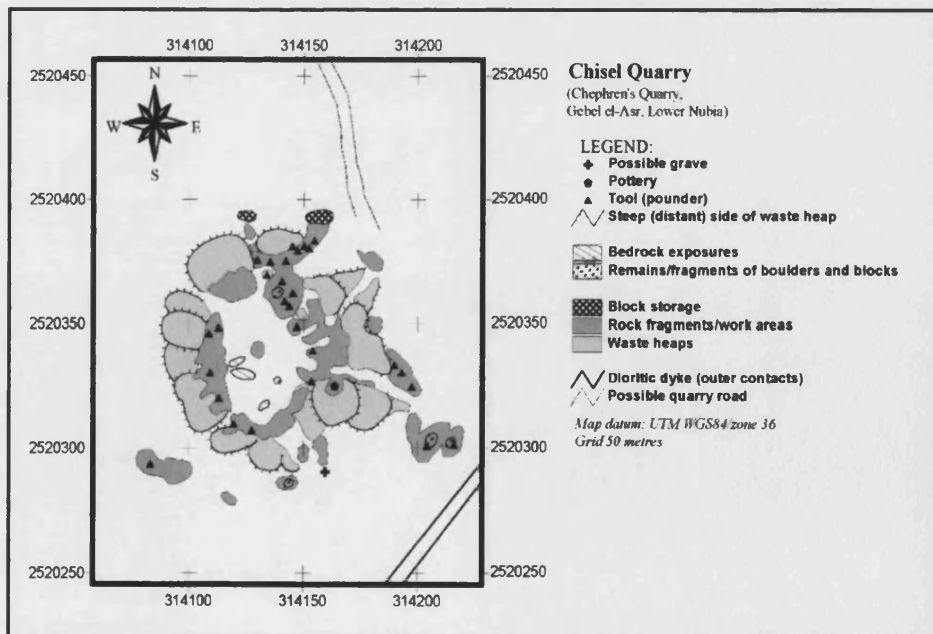 314100 314150 314200
2520450 2520450
N
W E
S
2520400 2520400
2520350 2520350
2520300 2520300
2520250 2520250
314100 314150 314200
Chisel Quarry
(Chephren's Quarry,
Gebel el-Asr, Lower Nubia)
LEGEND:
Possible grave
Pottery
Tool (pounder)
Steep (distant) side of waste heap
Bedrock exposures
Remains/fragments of boulders and blocks
Block storage
Rock fragments/work areas
Waste heaps
Dioritic dyke (outer contacts)
Possible quarry road
Map datum: UTM WGS84/zone 36
Grid 50 metres